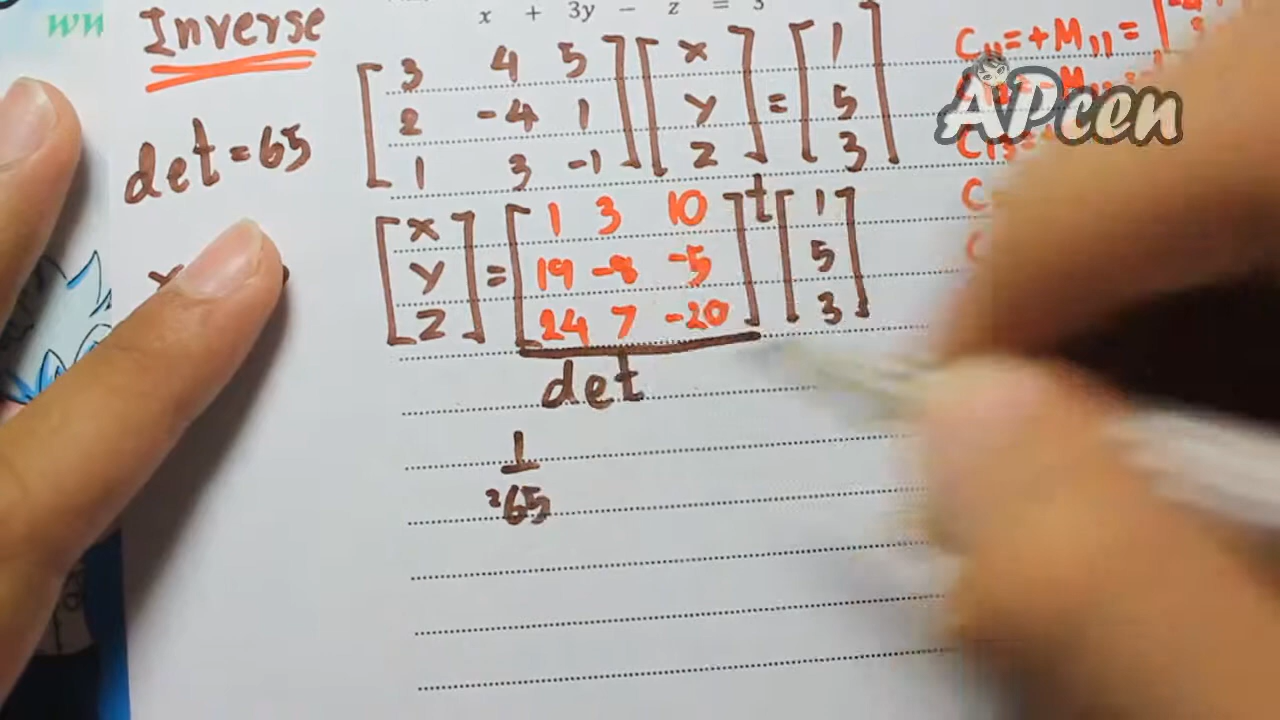 x + 3y − z = 3
Inverse
det = 65
[3 4 5] [x] = [1]
[2 -4 1] [y] [5]
[1 3 -1] [z] [3]
[x] = [1 3 10]t [1]
[y] [19 -8 -5] [5]
[z] [24 7 -20] [3]
det
1
65
C11 = + M11 =
APcen